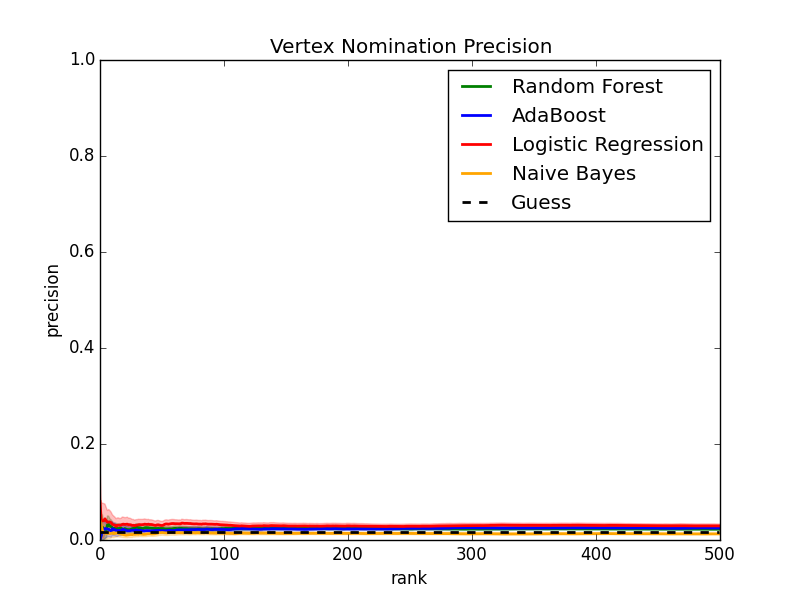 Vertex Nomination Precision
1.0
0.8
0.6
0.4
0.2
0.0
precision
Random Forest
AdaBoost
Logistic Regression
Naive Bayes
Guess
0 100 200 300 400 500
rank